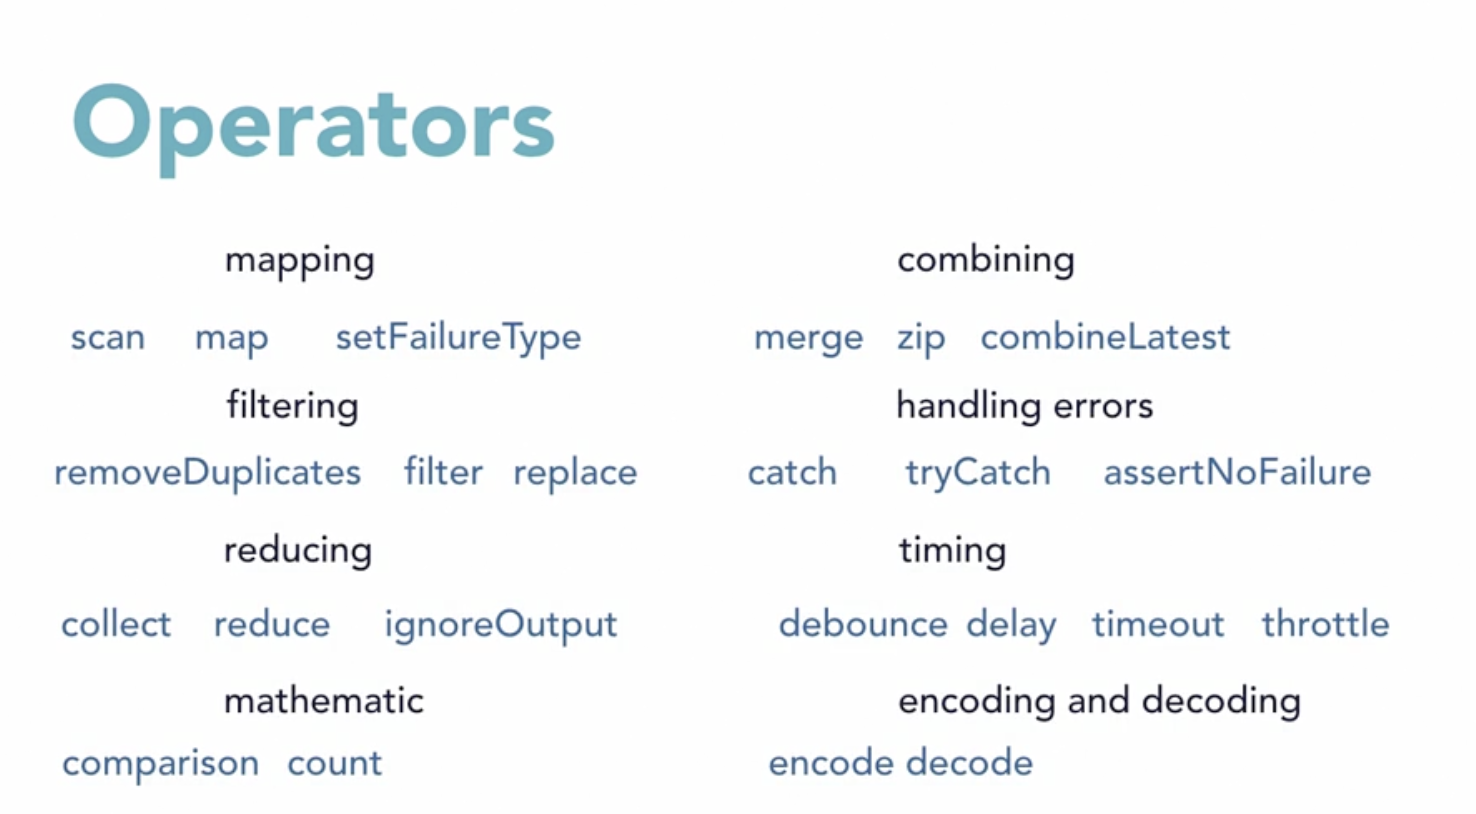 Operators
mapping
scan map setFailureType
filtering
removeDuplicates filter replace
reducing
collect reduce ignoreOutput
mathematic
comparison count
combining
merge zip combineLatest
handling errors
catch tryCatch assertNoFailure
timing
debounce delay timeout throttle
encoding and decoding
encode decode